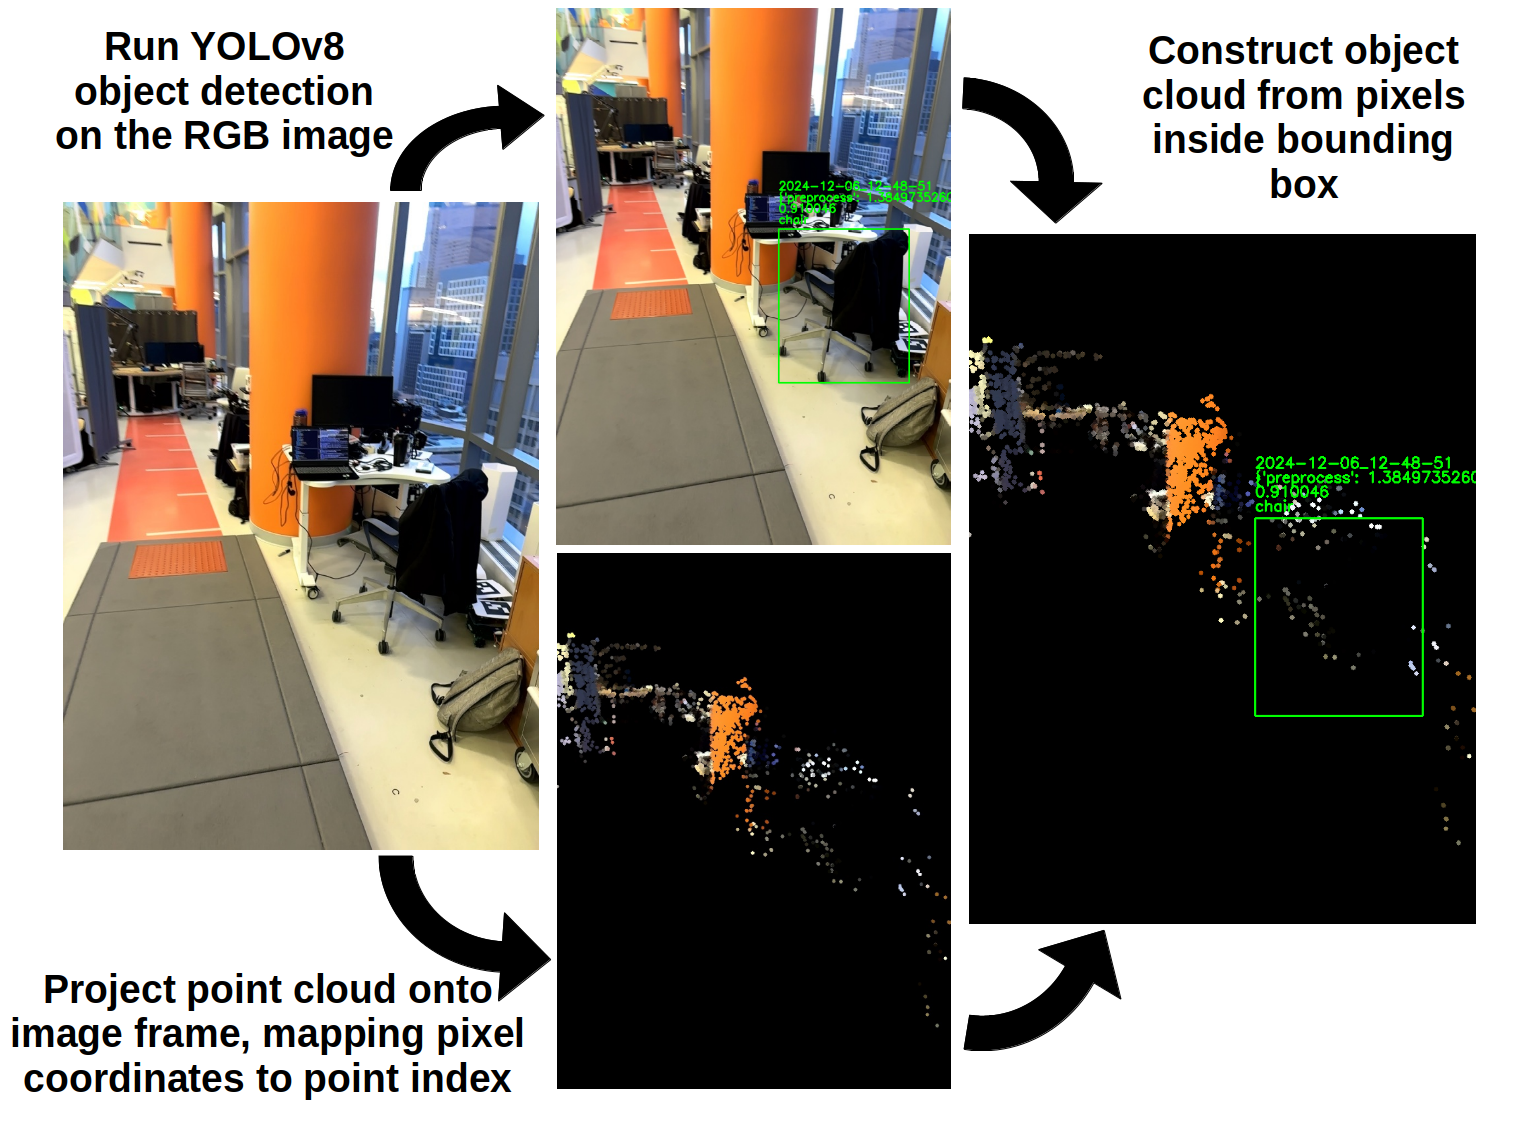 Run YOLOv8
object detection
on the RGB image
2024-12-06_12-48-51
{'preprocess': 1.3849735260
0.910046
chair
Construct object
cloud from pixels
inside bounding
box
2024-12-06_12-48-51
{'preprocess': 1.3849735260
0.910046
chair
Project point cloud onto
image frame, mapping pixel
coordinates to point index